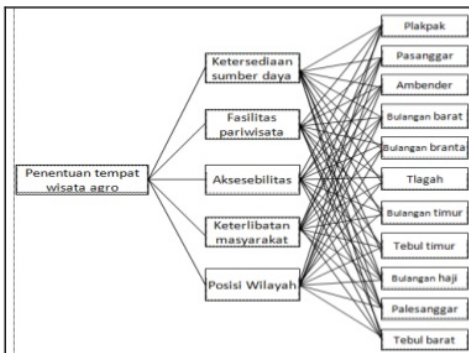 Penentuan tempat
wisata agro
Ketersediaan
sumber daya
Fasilitas
pariwisata
Aksesebilitas
Keterlibatan
masyarakat
Posisi Wilayah
Plakpak
Pasanggar
Ambender
Bulangan barat
Bulangan branta
Tlagah
Bulangan timur
Tebul timur
Bulangan haji
Palesanggar
Tebul barat